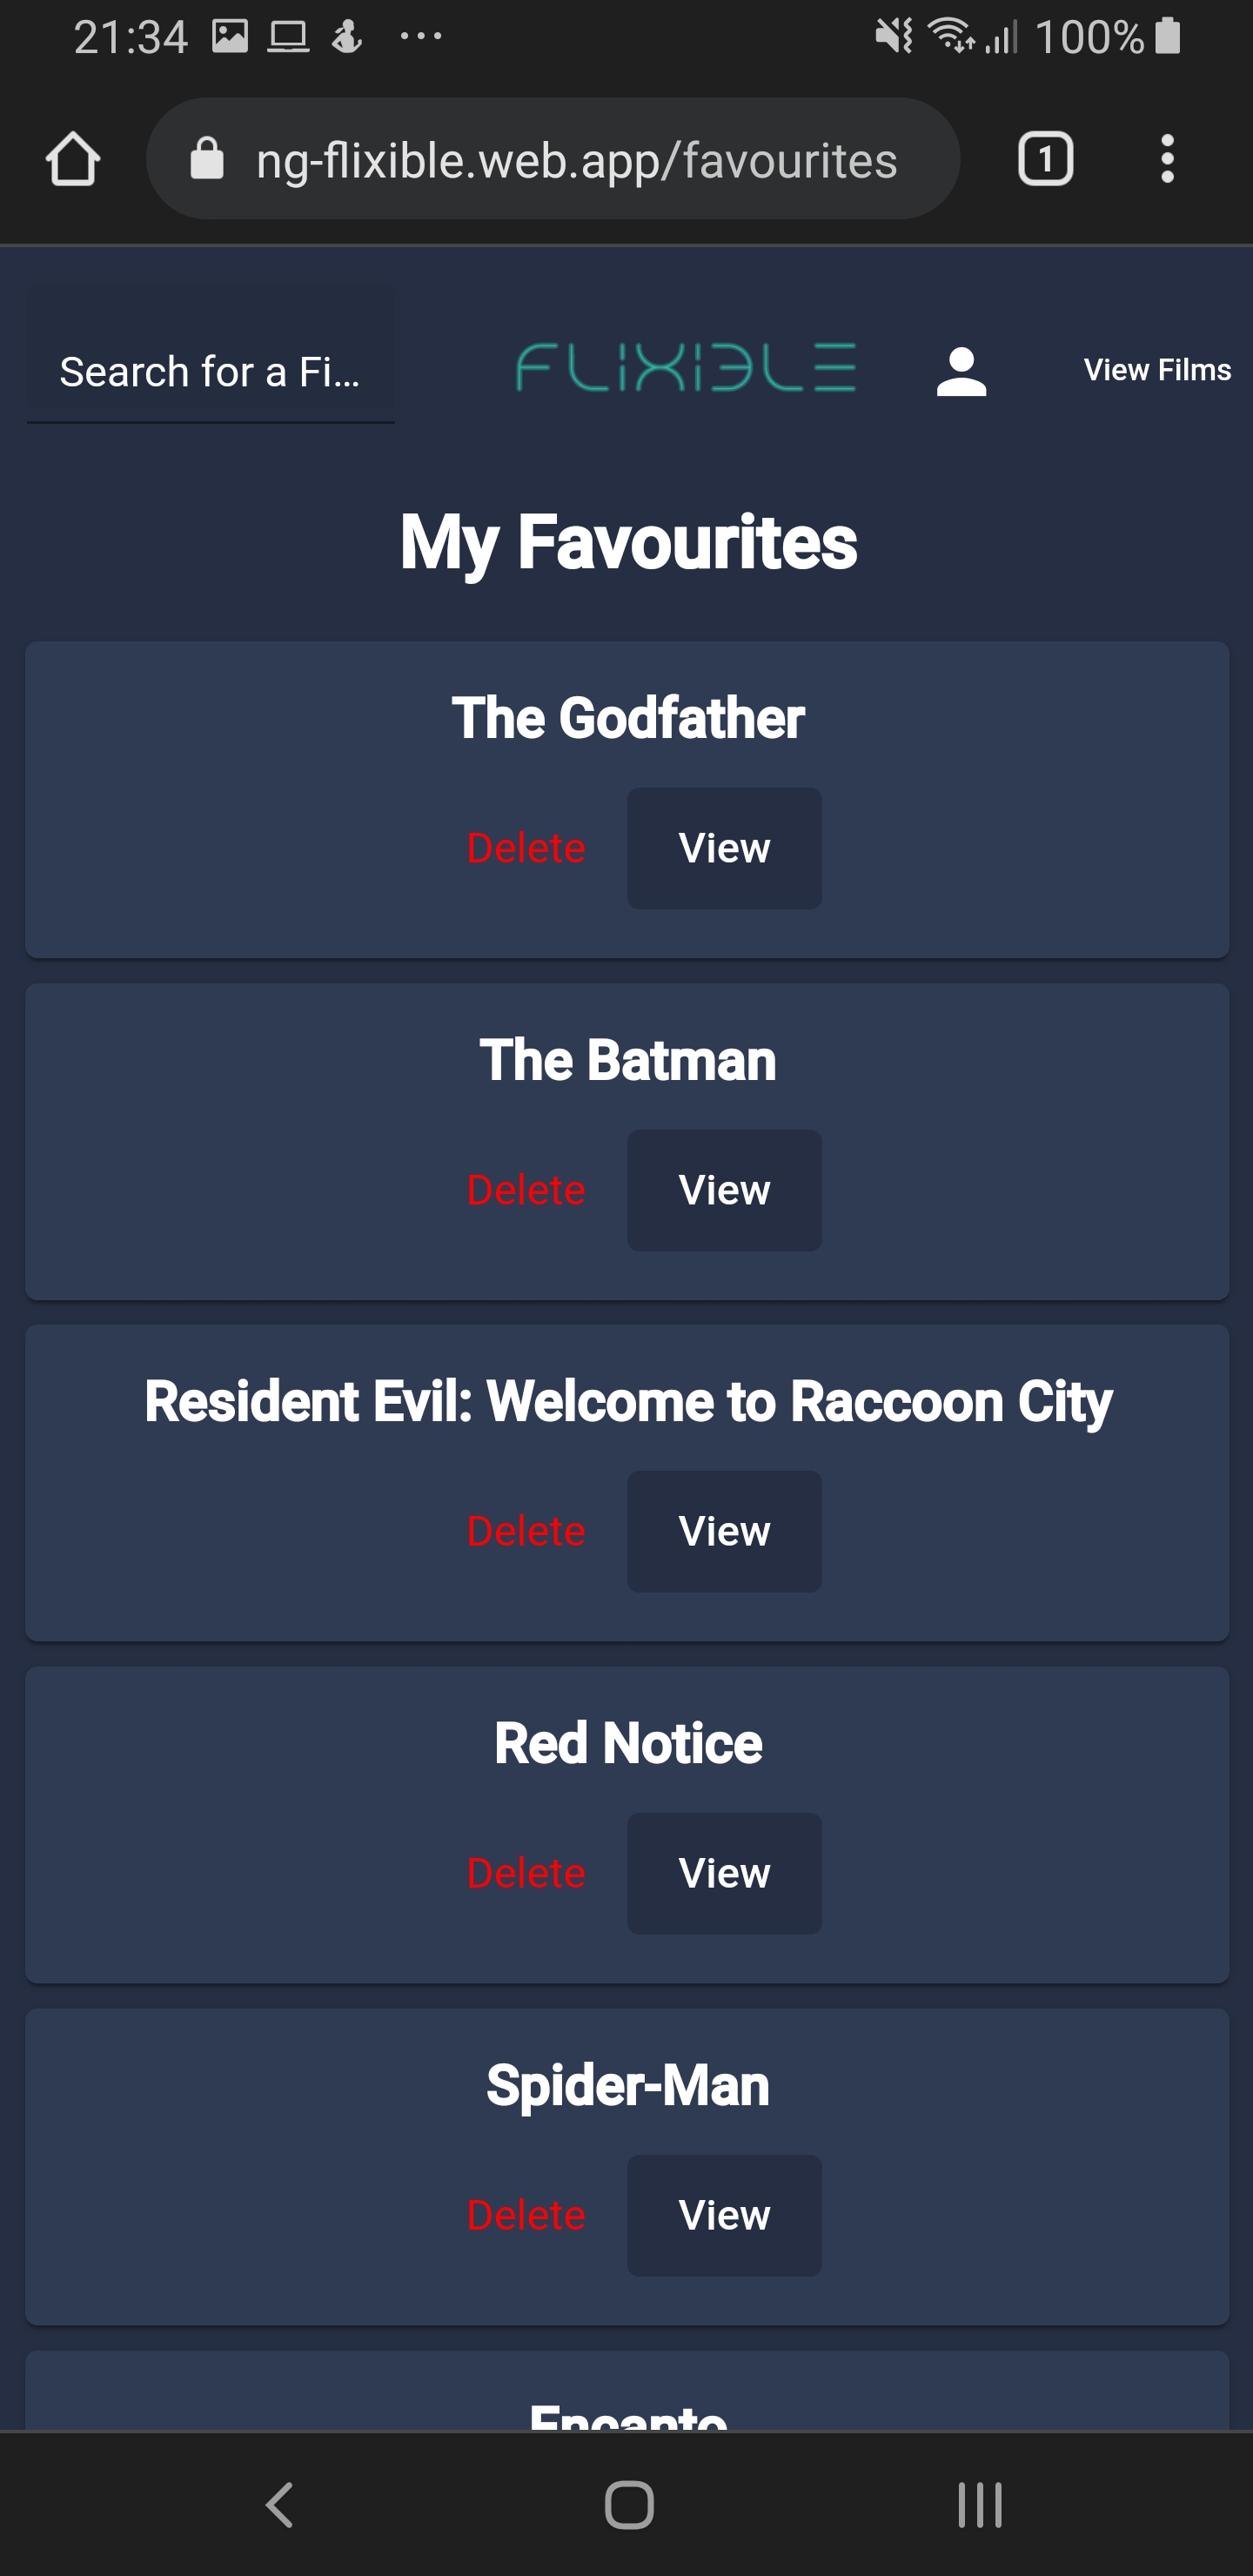 21:34 ... 100%
ng-flixible.web.app/favourites 1
Search for a Fi... FLIXIBLE View Films
My Favourites
The Godfather
Delete View
The Batman
Delete View
Resident Evil: Welcome to Raccoon City
Delete View
Red Notice
Delete View
Spider-Man
Delete View
Encanto